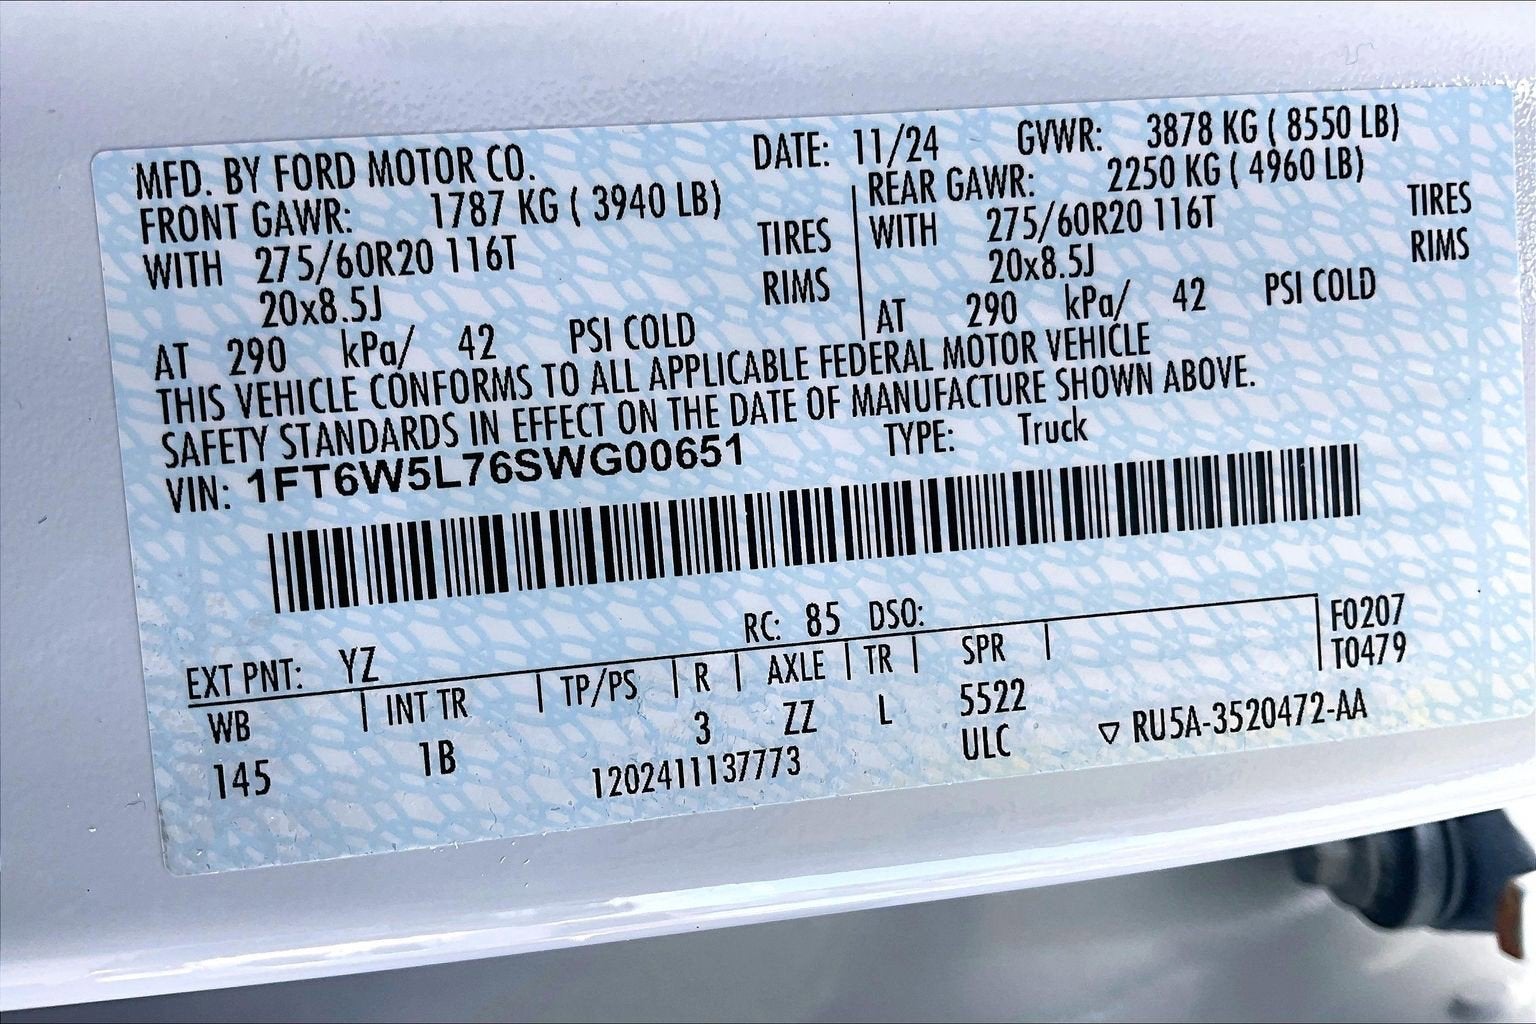 MFD. BY FORD MOTOR CO. DATE: 11/24 GVWR: 3878 KG ( 8550 LB)
FRONT GAWR: 1787 KG ( 3940 LB) REAR GAWR: 2250 KG ( 4960 LB)
WITH 275/60R20 116T TIRES WITH 275/60R20 116T TIRES
20x8.5J RIMS 20x8.5J RIMS
AT 290 kPa/ 42 PSI COLD AT 290 kPa/ 42 PSI COLD
THIS VEHICLE CONFORMS TO ALL APPLICABLE FEDERAL MOTOR VEHICLE
SAFETY STANDARDS IN EFFECT ON THE DATE OF MANUFACTURE SHOWN ABOVE.
VIN: 1FT6W5L76SWG00651 TYPE: Truck
EXT PNT: YZ RC: 85 DSO: F0207
WB INT TR TP/PS R AXLE TR SPR T0479
145 1B 3 ZZ L 5522
1202411137773 ULC ▽ RU5A-3520472-AA